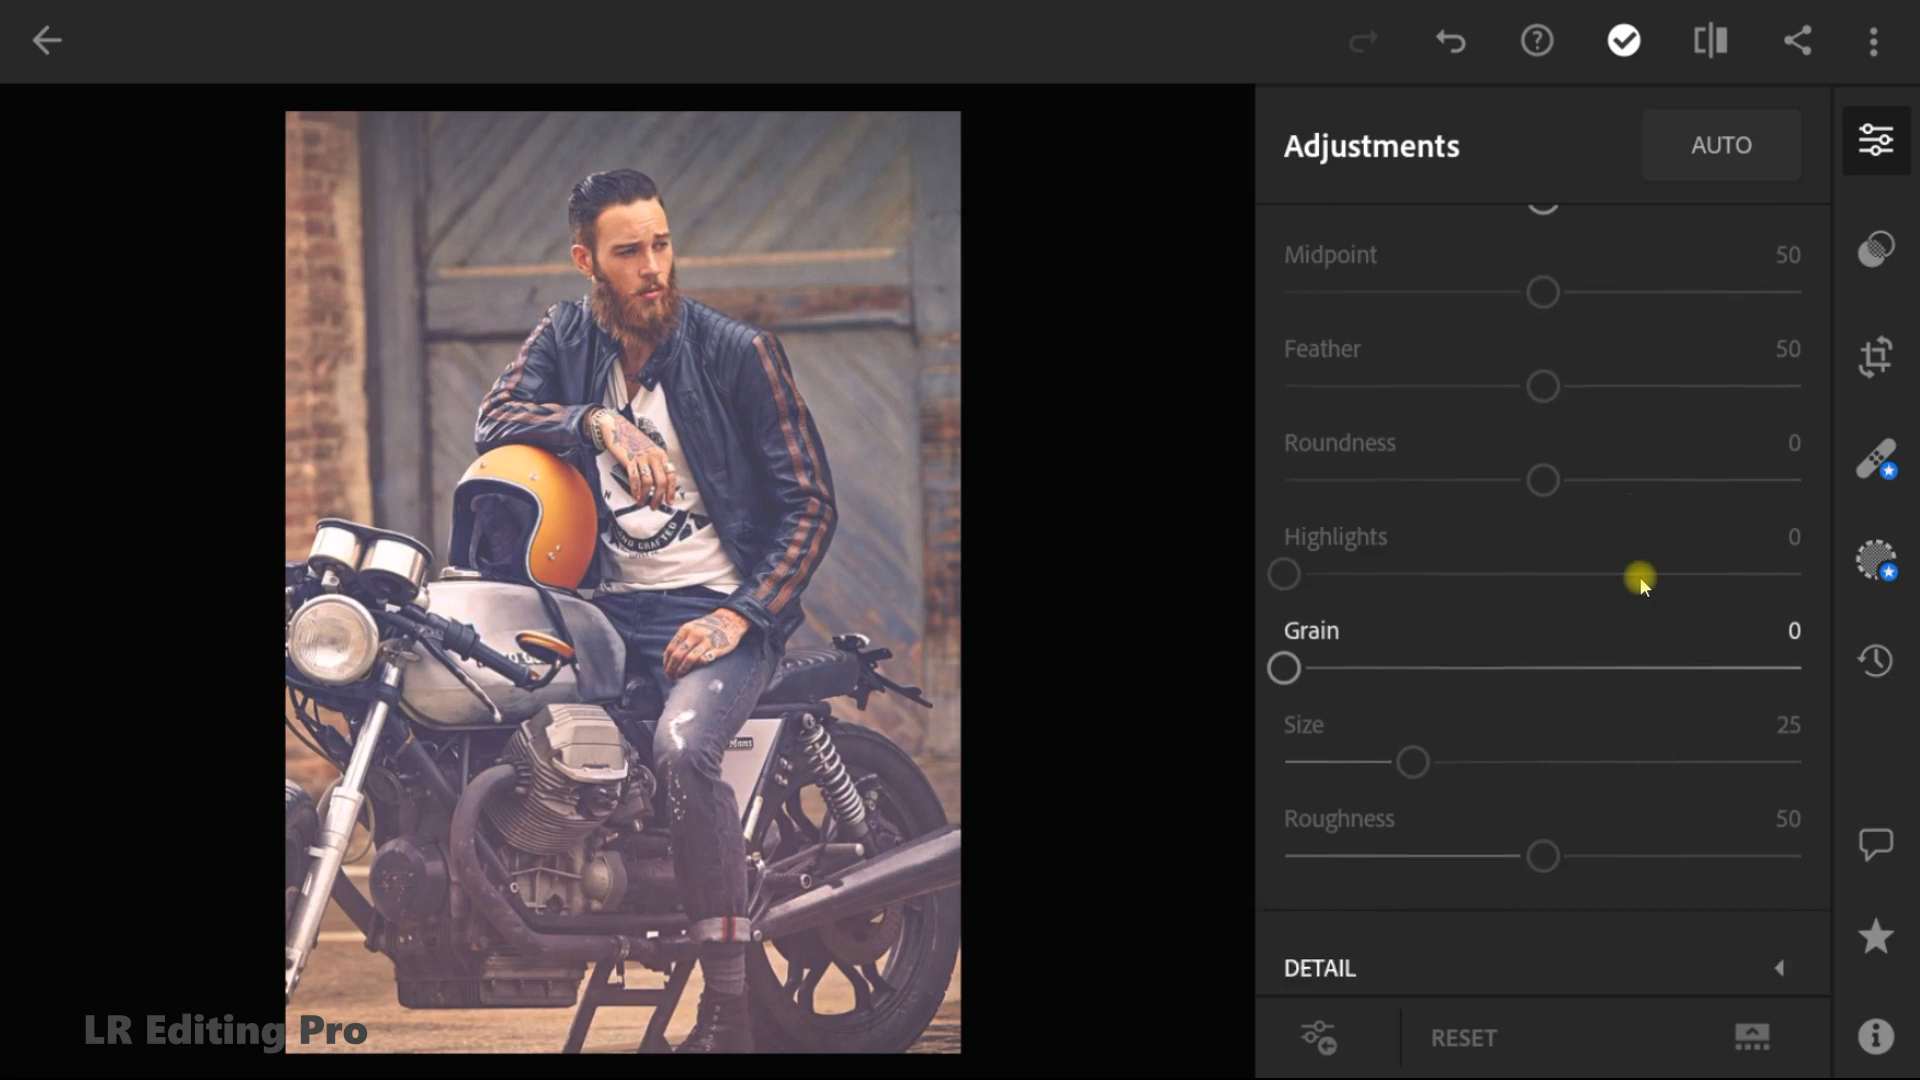 Adjustments
AUTO
Midpoint 50
Feather 50
Roundness 0
Highlights 0
Grain 0
Size 25
Roughness 50
DETAIL
RESET
LR Editing Pro